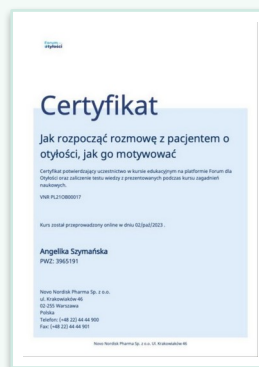 Forum
otyłości
Certyfikat
Jak rozpocząć rozmowę z pacjentem o
otyłości, jak go motywować
Certyfikat potwierdzający uczestnictwo w kursie edukacyjnym na platformie Forum dla
Otyłości oraz zaliczenie testu wiedzy z prezentowanych podczas kursu zagadnień
naukowych.
VNR PL21OB00017
Kurs został przeprowadzony online w dniu 02/paź/2023 .
Angelika Szymańska
PWZ: 3965191
Novo Nordisk Pharma Sp. z o.o.
ul. Krakowiaków 46
02-255 Warszawa
Polska
Telefon: (+48 22) 44 44 900
Fax: (+48 22) 44 44 901
Novo Nordisk Pharma Sp. z o.o. Ul. Krakowiaków 46